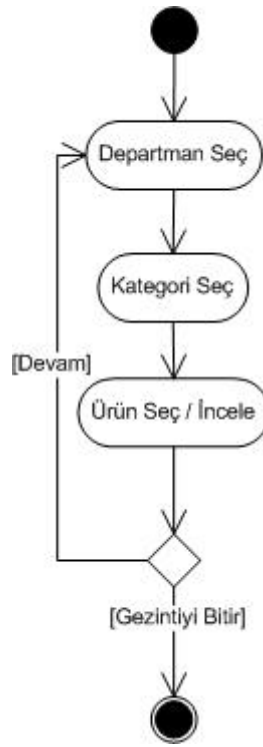 Departman Seç
Kategori Seç
[Devam]
Ürün Seç / İncele
[Gezintiyi Bitir]